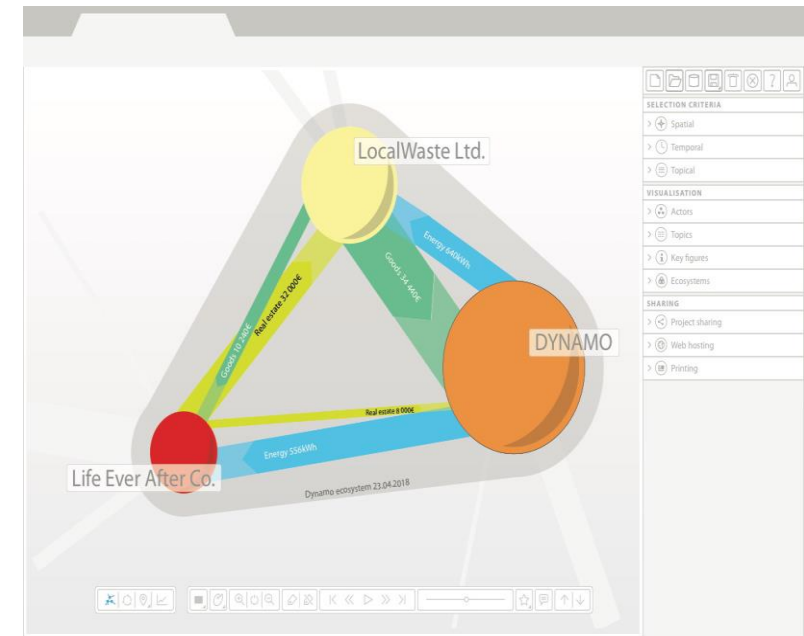 SELECTION CRITERIA
Spatial
Temporal
Topical
VISUALISATION
Actors
Topics
Key figures
Ecosystems
SHARING
Project sharing
Web hosting
Printing
LocalWaste Ltd.
Energy 640kWh
Goods 34 440€
Real estate 32 000€
Goods 10 240€
DYNAMO
Real estate 8 000€
Energy 556kWh
Life Ever After Co.
Dynamo ecosystem 23.04.2018